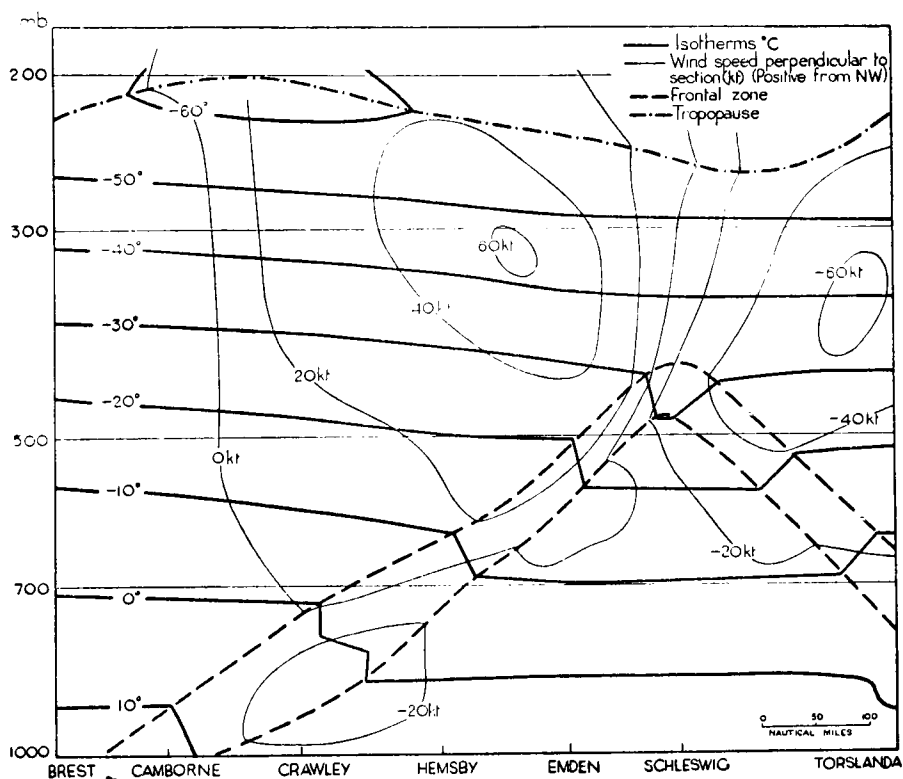 mb
Isotherms °C
Wind speed perpendicular to
section (kt) (Positive from NW)
Frontal zone
Tropopause
200
-60°
-50°
300
-40°
60kt
-60kt
40kt
-30°
20kt
-20°
-40kt
500
0kt
-10°
-20kt
700
0°
10°
-20kt
0 50 100
NAUTICAL MILES
1000
BREST CAMBORNE CRAWLEY HEMSBY EMDEN SCHLESWIG TORSLANDA